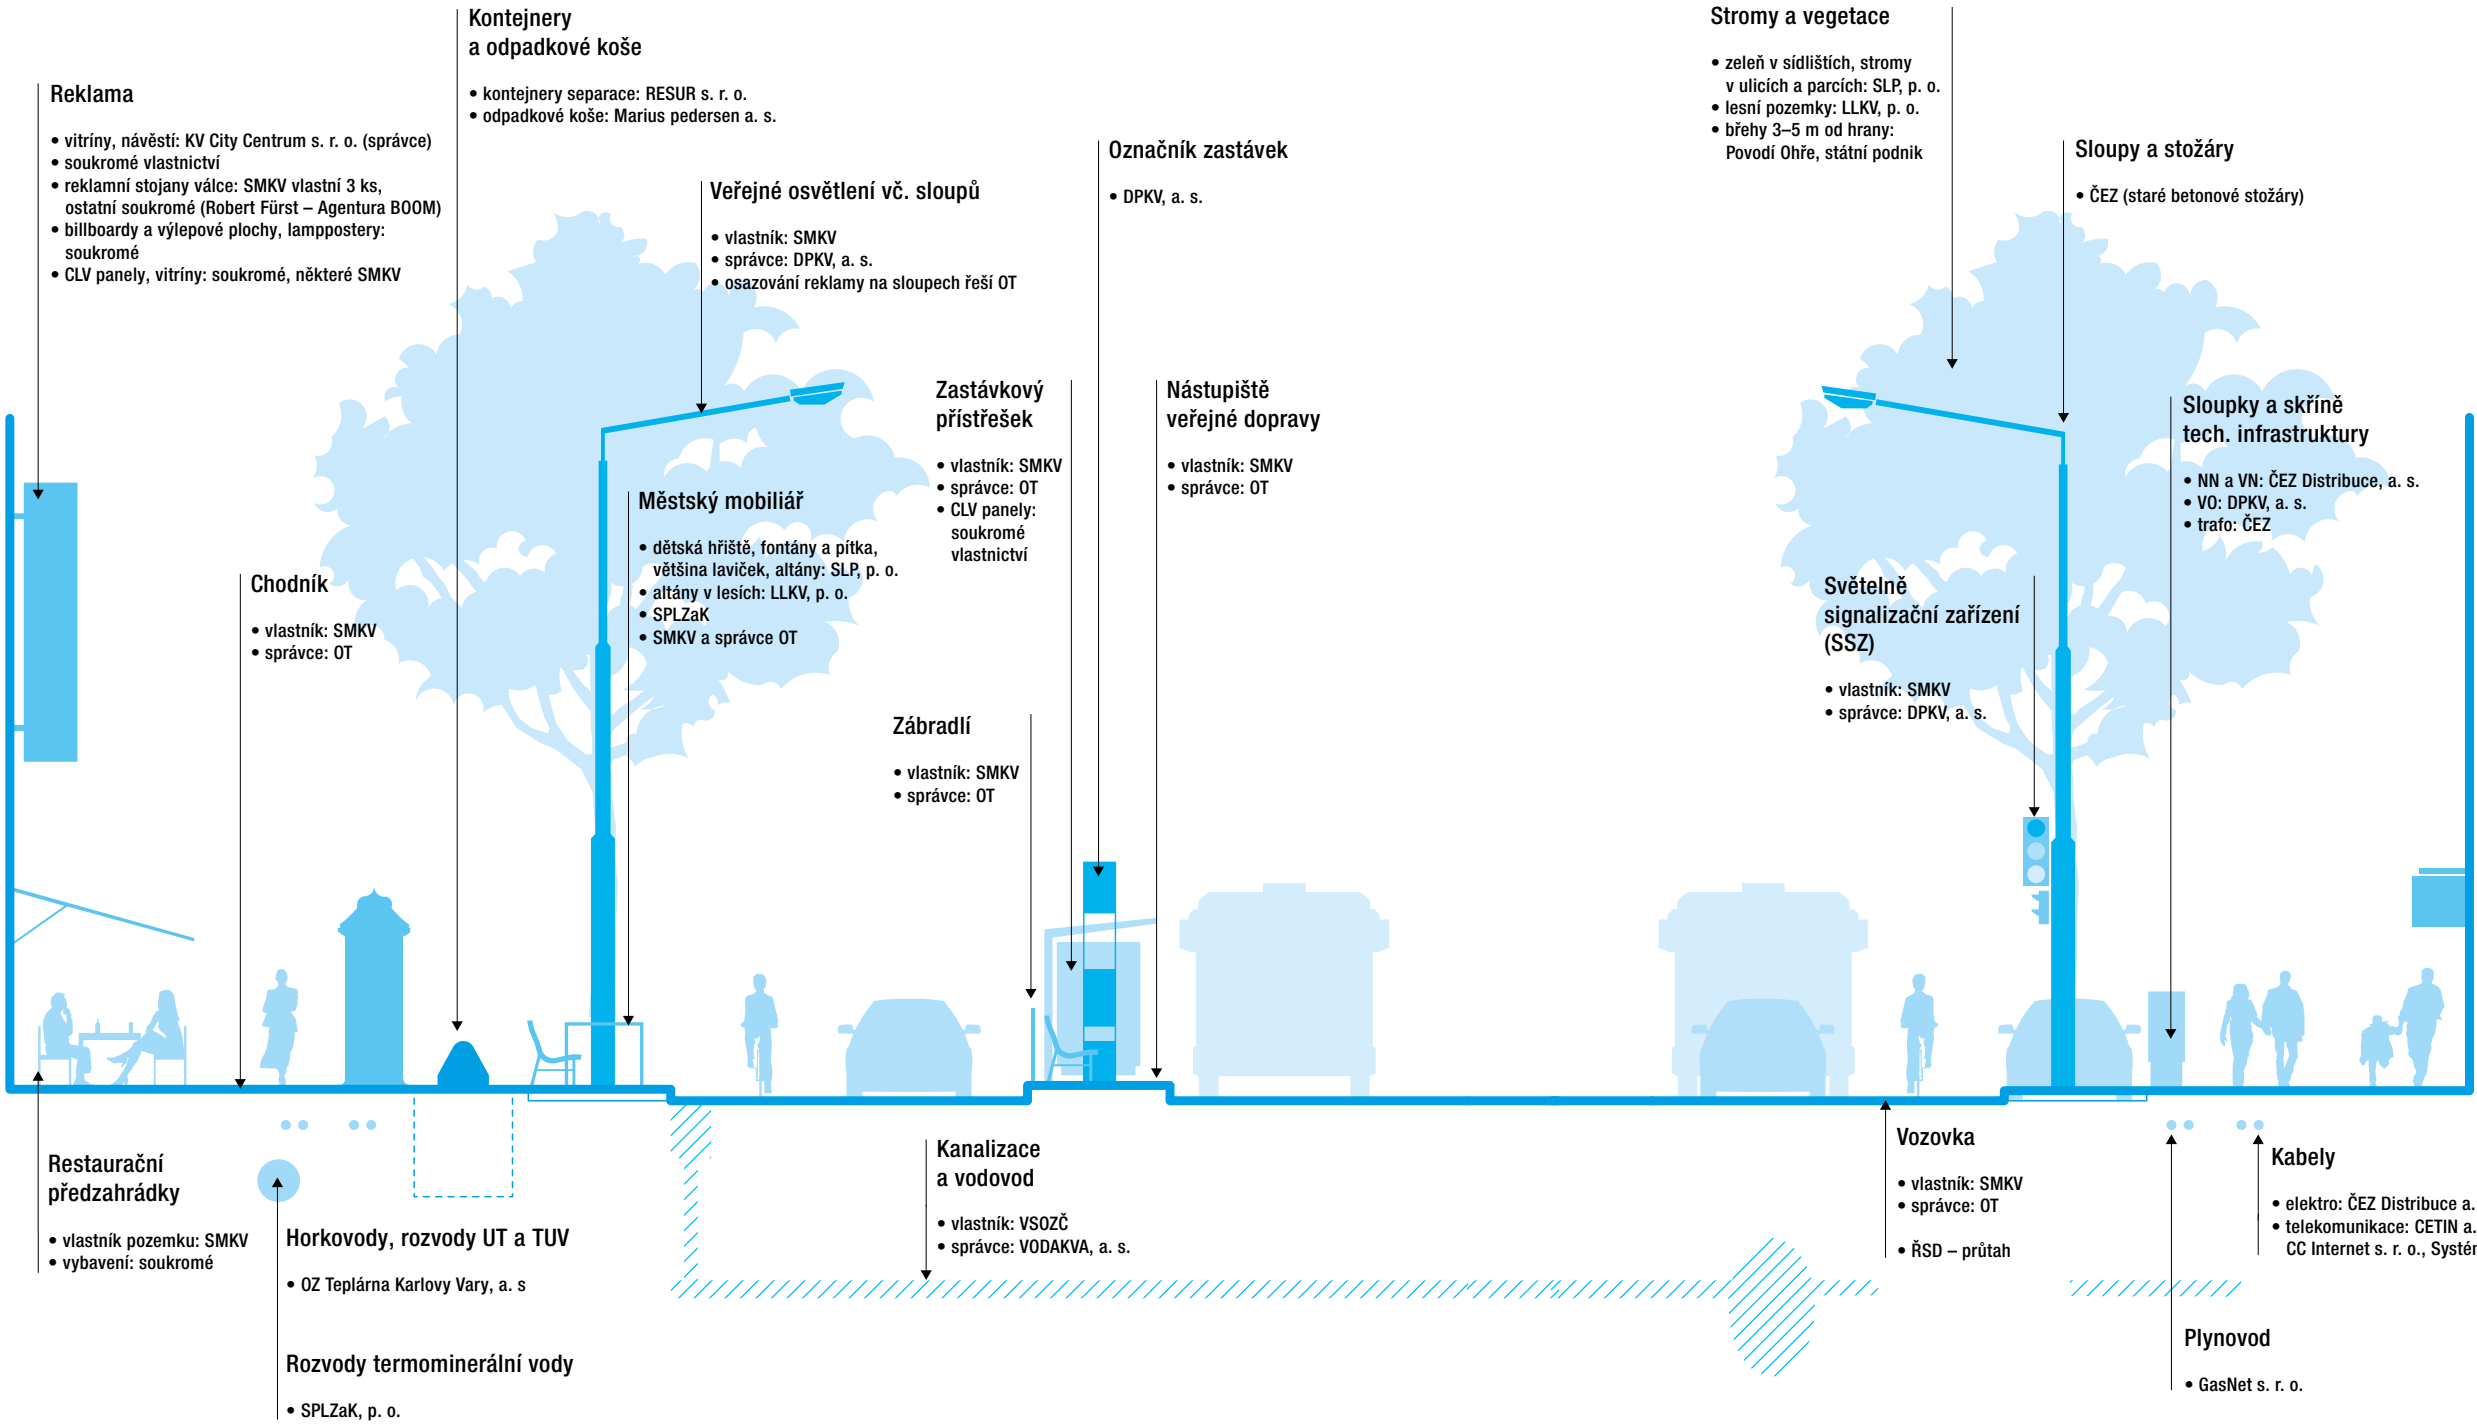 Kontejnery
a odpadkové koše
• kontejnery separace: RESUR s. r. o.
• odpadkové koše: Marius pedersen a. s.
Stromy a vegetace
• zeleň v sídlištích, stromy
v ulicích a parcích: SLP, p. o.
• lesní pozemky: LLKV, p. o.
• břehy 3–5 m od hrany:
Povodí Ohře, státní podnik
Reklama
• vitríny, návěstí: KV City Centrum s. r. o. (správce)
• soukromé vlastnictví
• reklamní stojany válce: SMKV vlastní 3 ks,
ostatní soukromé (Robert Fürst – Agentura BOOM)
• billboardy a výlepové plochy, lamppostery:
soukromé
• CLV panely, vitríny: soukromé, některé SMKV
Veřejné osvětlení vč. sloupů
• vlastník: SMKV
• správce: DPKV, a. s.
• osazování reklamy na sloupech řeší OT
Označník zastávek
• DPKV, a. s.
Sloupy a stožáry
• ČEZ (staré betonové stožáry)
Zastávkový
přístřešek
• vlastník: SMKV
• správce: OT
• CLV panely:
soukromé
vlastnictví
Nástupiště
veřejné dopravy
• vlastník: SMKV
• správce: OT
Sloupky a skříně
tech. infrastruktury
• NN a VN: ČEZ Distribuce, a. s.
• VO: DPKV, a. s.
• trafo: ČEZ
Městský mobiliář
• dětská hřiště, fontány a pítka,
většina laviček, altány: SLP, p. o.
• altány v lesích: LLKV, p. o.
• SPLZaK
• SMKV a správce OT
Chodník
• vlastník: SMKV
• správce: OT
Světelně
signalizační zařízení
(SSZ)
• vlastník: SMKV
• správce: DPKV, a. s.
Zábradlí
• vlastník: SMKV
• správce: OT
Restaurační
předzahrádky
• vlastník pozemku: SMKV
• vybavení: soukromé
Horkovody, rozvody UT a TUV
• OZ Teplárna Karlovy Vary, a. s
Rozvody termominerální vody
• SPLZaK, p. o.
Kanalizace
a vodovod
• vlastník: VSOZČ
• správce: VODAKVA, a. s.
Vozovka
• vlastník: SMKV
• správce: OT
• ŘSD – průtah
Kabely
• elektro: ČEZ Distribuce a.
• telekomunikace: CETIN a.
CC Internet s. r. o.,
Plynovod
• GasNet s. r. o.